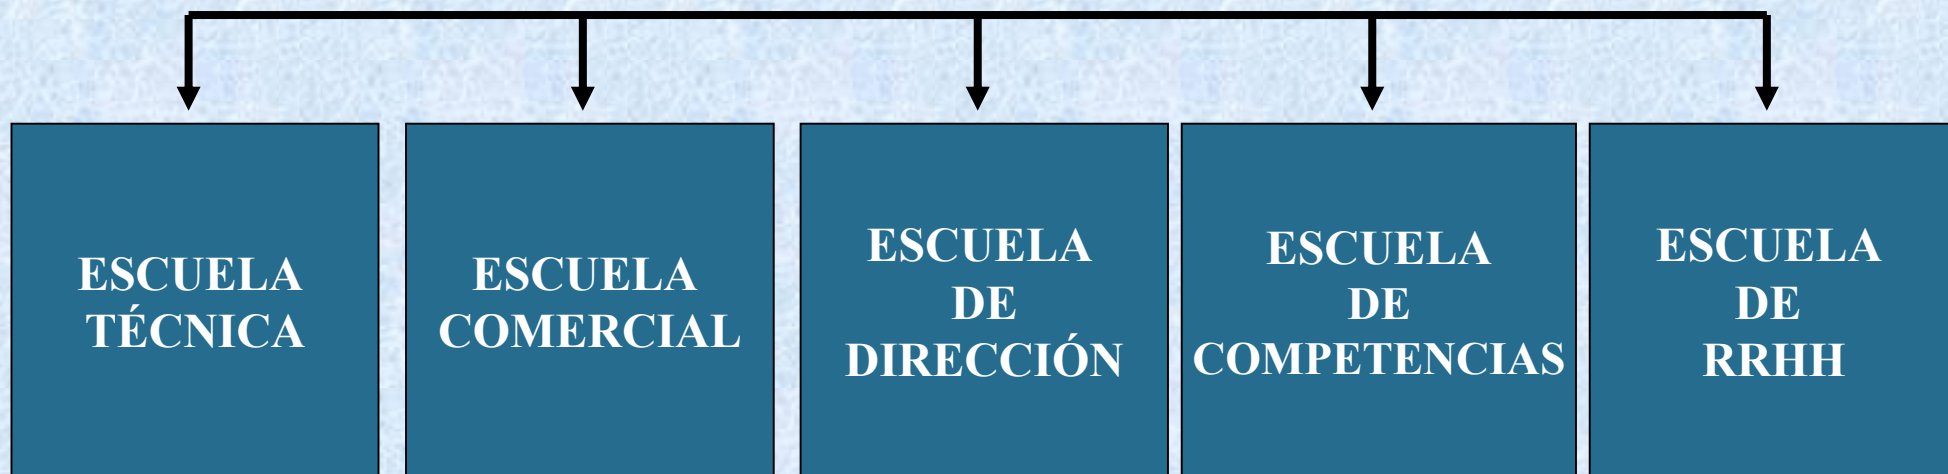 ESCUELA
TÉCNICA
ESCUELA
COMERCIAL
ESCUELA
DE
DIRECCIÓN
ESCUELA
DE
COMPETENCIAS
ESCUELA
DE
RRHH